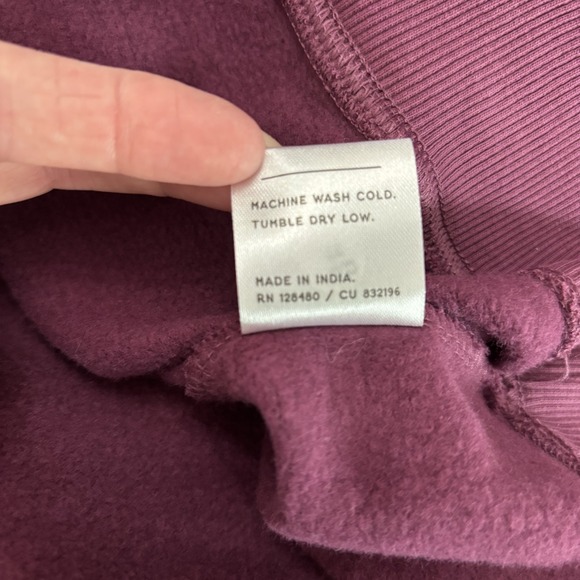 MACHINE WASH COLD.
TUMBLE DRY LOW.
MADE IN INDIA.
RN 128480 / CU 832196